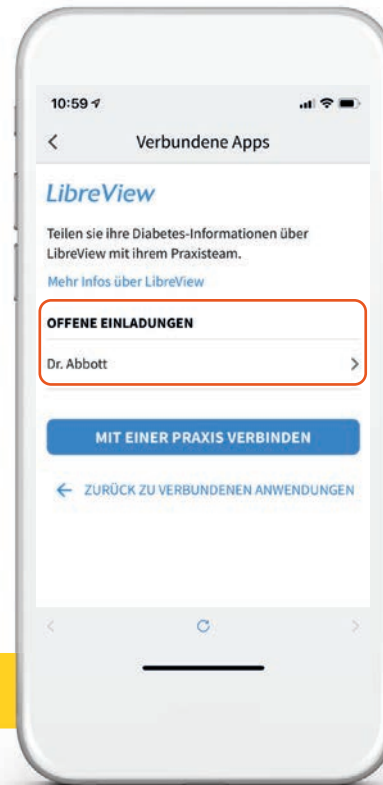 10:59
Verbundene Apps
LibreView
Teilen sie ihre Diabetes-Informationen über
LibreView mit ihrem Praxisteam.
Mehr Infos über LibreView
OFFENE EINLADUNGEN
Dr. Abbott
MIT EINER PRAXIS VERBINDEN
ZURÜCK ZU VERBUNDENEN ANWENDUNGEN